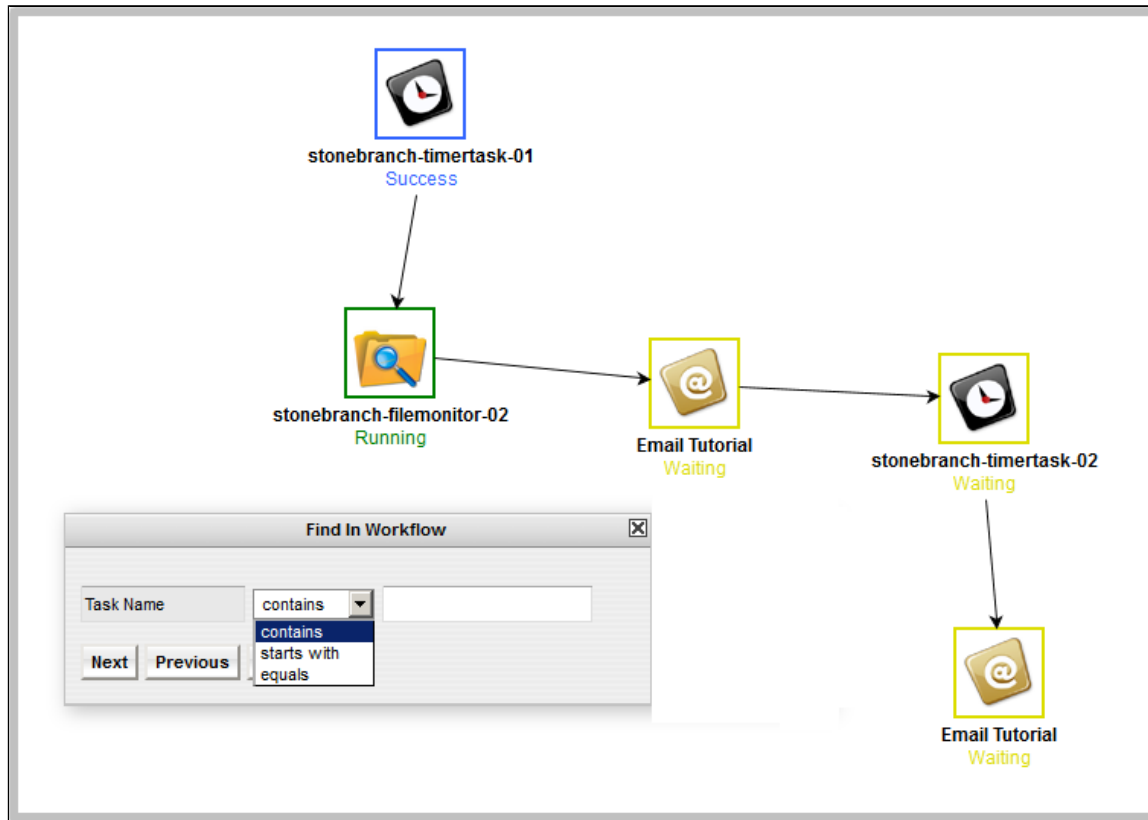 stonebranch-timertask-01
Success
stonebranch-filemonitor-02
Running
@
Email Tutorial
Waiting
stonebranch-timertask-02
Waiting
Find In Workflow
Task Name
contains
contains
starts with
equals
Next
Previous
@
Email Tutorial
Waiting